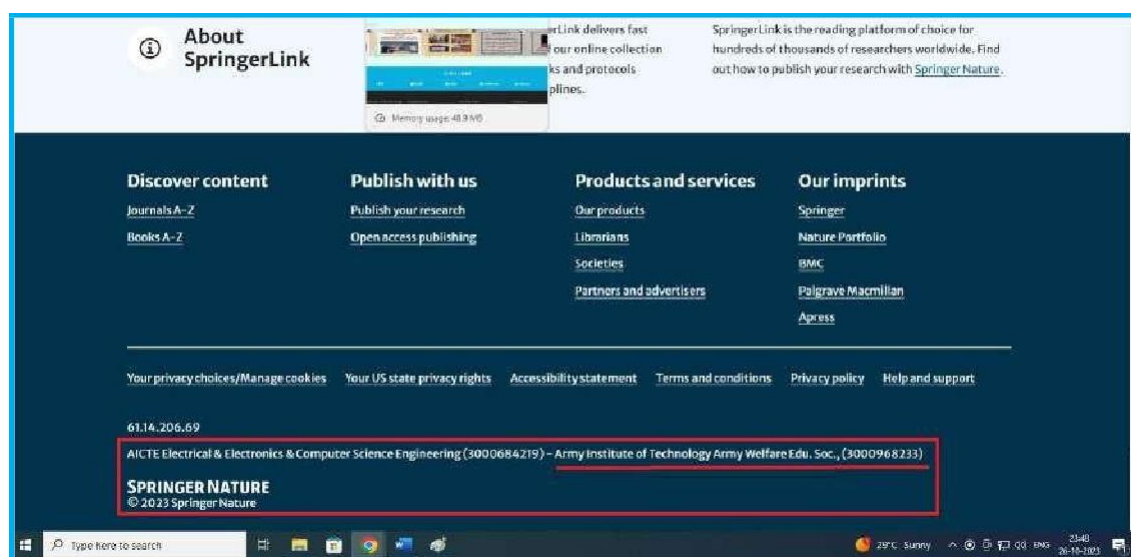 About
SpringerLink
erLink delivers fast
our online collection
ks and protocols
plines.
SpringerLink is the reading platform of choice for
hundreds of thousands of researchers worldwide. Find
out how to publish your research with Springer Nature.
Memory usage: 48.9 MB
Discover content
Journals A-Z
Books A-Z
Publish with us
Publish your research
Open access publishing
Products and services
Our products
Librarians
Societies
Partners and advertisers
Our imprints
Springer
Nature Portfolio
BMC
Palgrave Macmillan
Apress
Your privacy choices/Manage cookies Your US state privacy rights Accessibility statement Terms and conditions Privacy policy Help and support
61.14.206.69
AICTE Electrical & Electronics & Computer Science Engineering (3000684219) – Army Institute of Technology Army Welfare Edu. Soc., (3000968233)
SPRINGER NATURE
© 2023 Springer Nature
Type here to search
29°C Sunny
ENG
23:48
26-10-2023